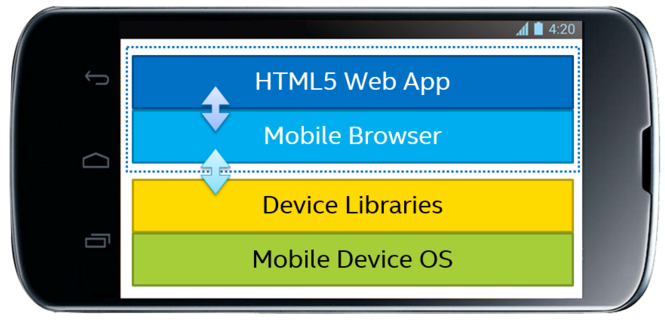 4:20
HTML5 Web App
Mobile Browser
Device Libraries
Mobile Device OS